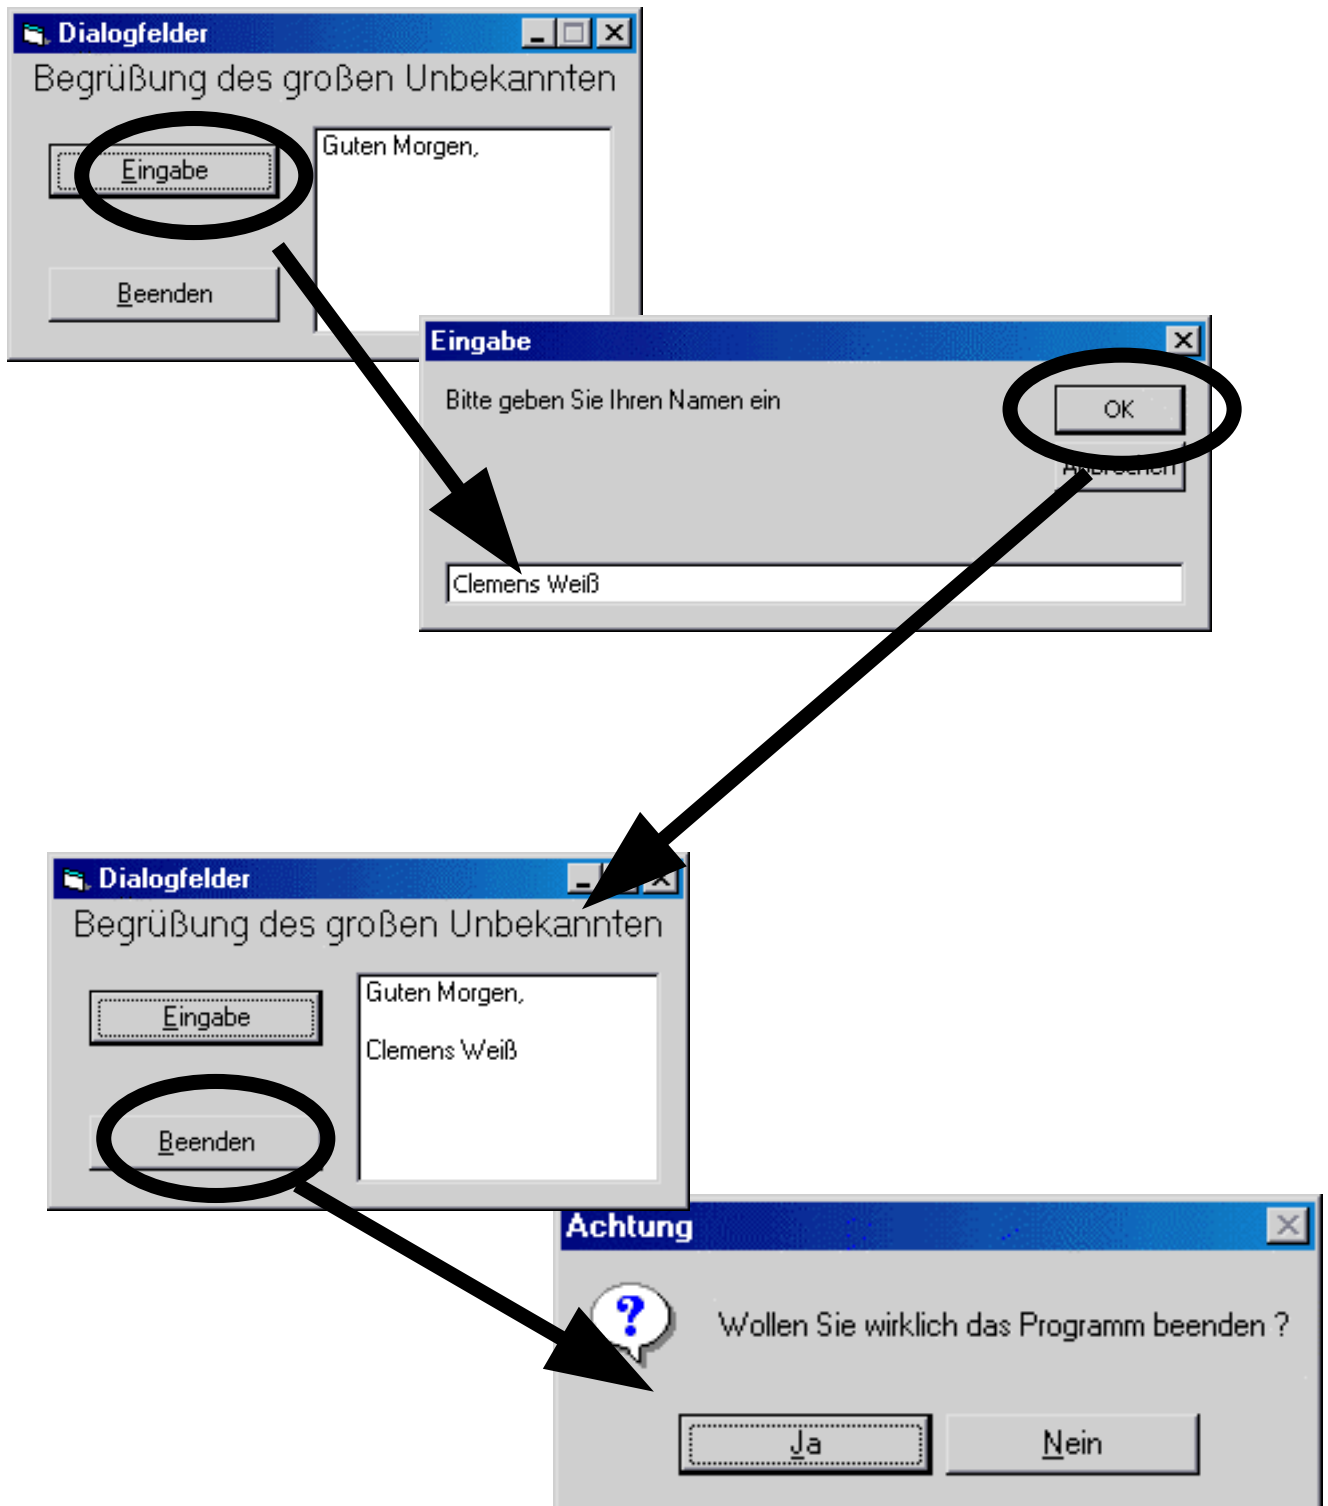 Dialogfelder
Begrüßung des großen Unbekannten
Eingabe
Guten Morgen,
Beenden
Eingabe
Bitte geben Sie Ihren Namen ein
OK
Abbrechen
Clemens Weiß
Dialogfelder
Begrüßung des großen Unbekannten
Eingabe
Guten Morgen,
Clemens Weiß
Beenden
Achtung
Wollen Sie wirklich das Programm beenden ?
Ja
Nein